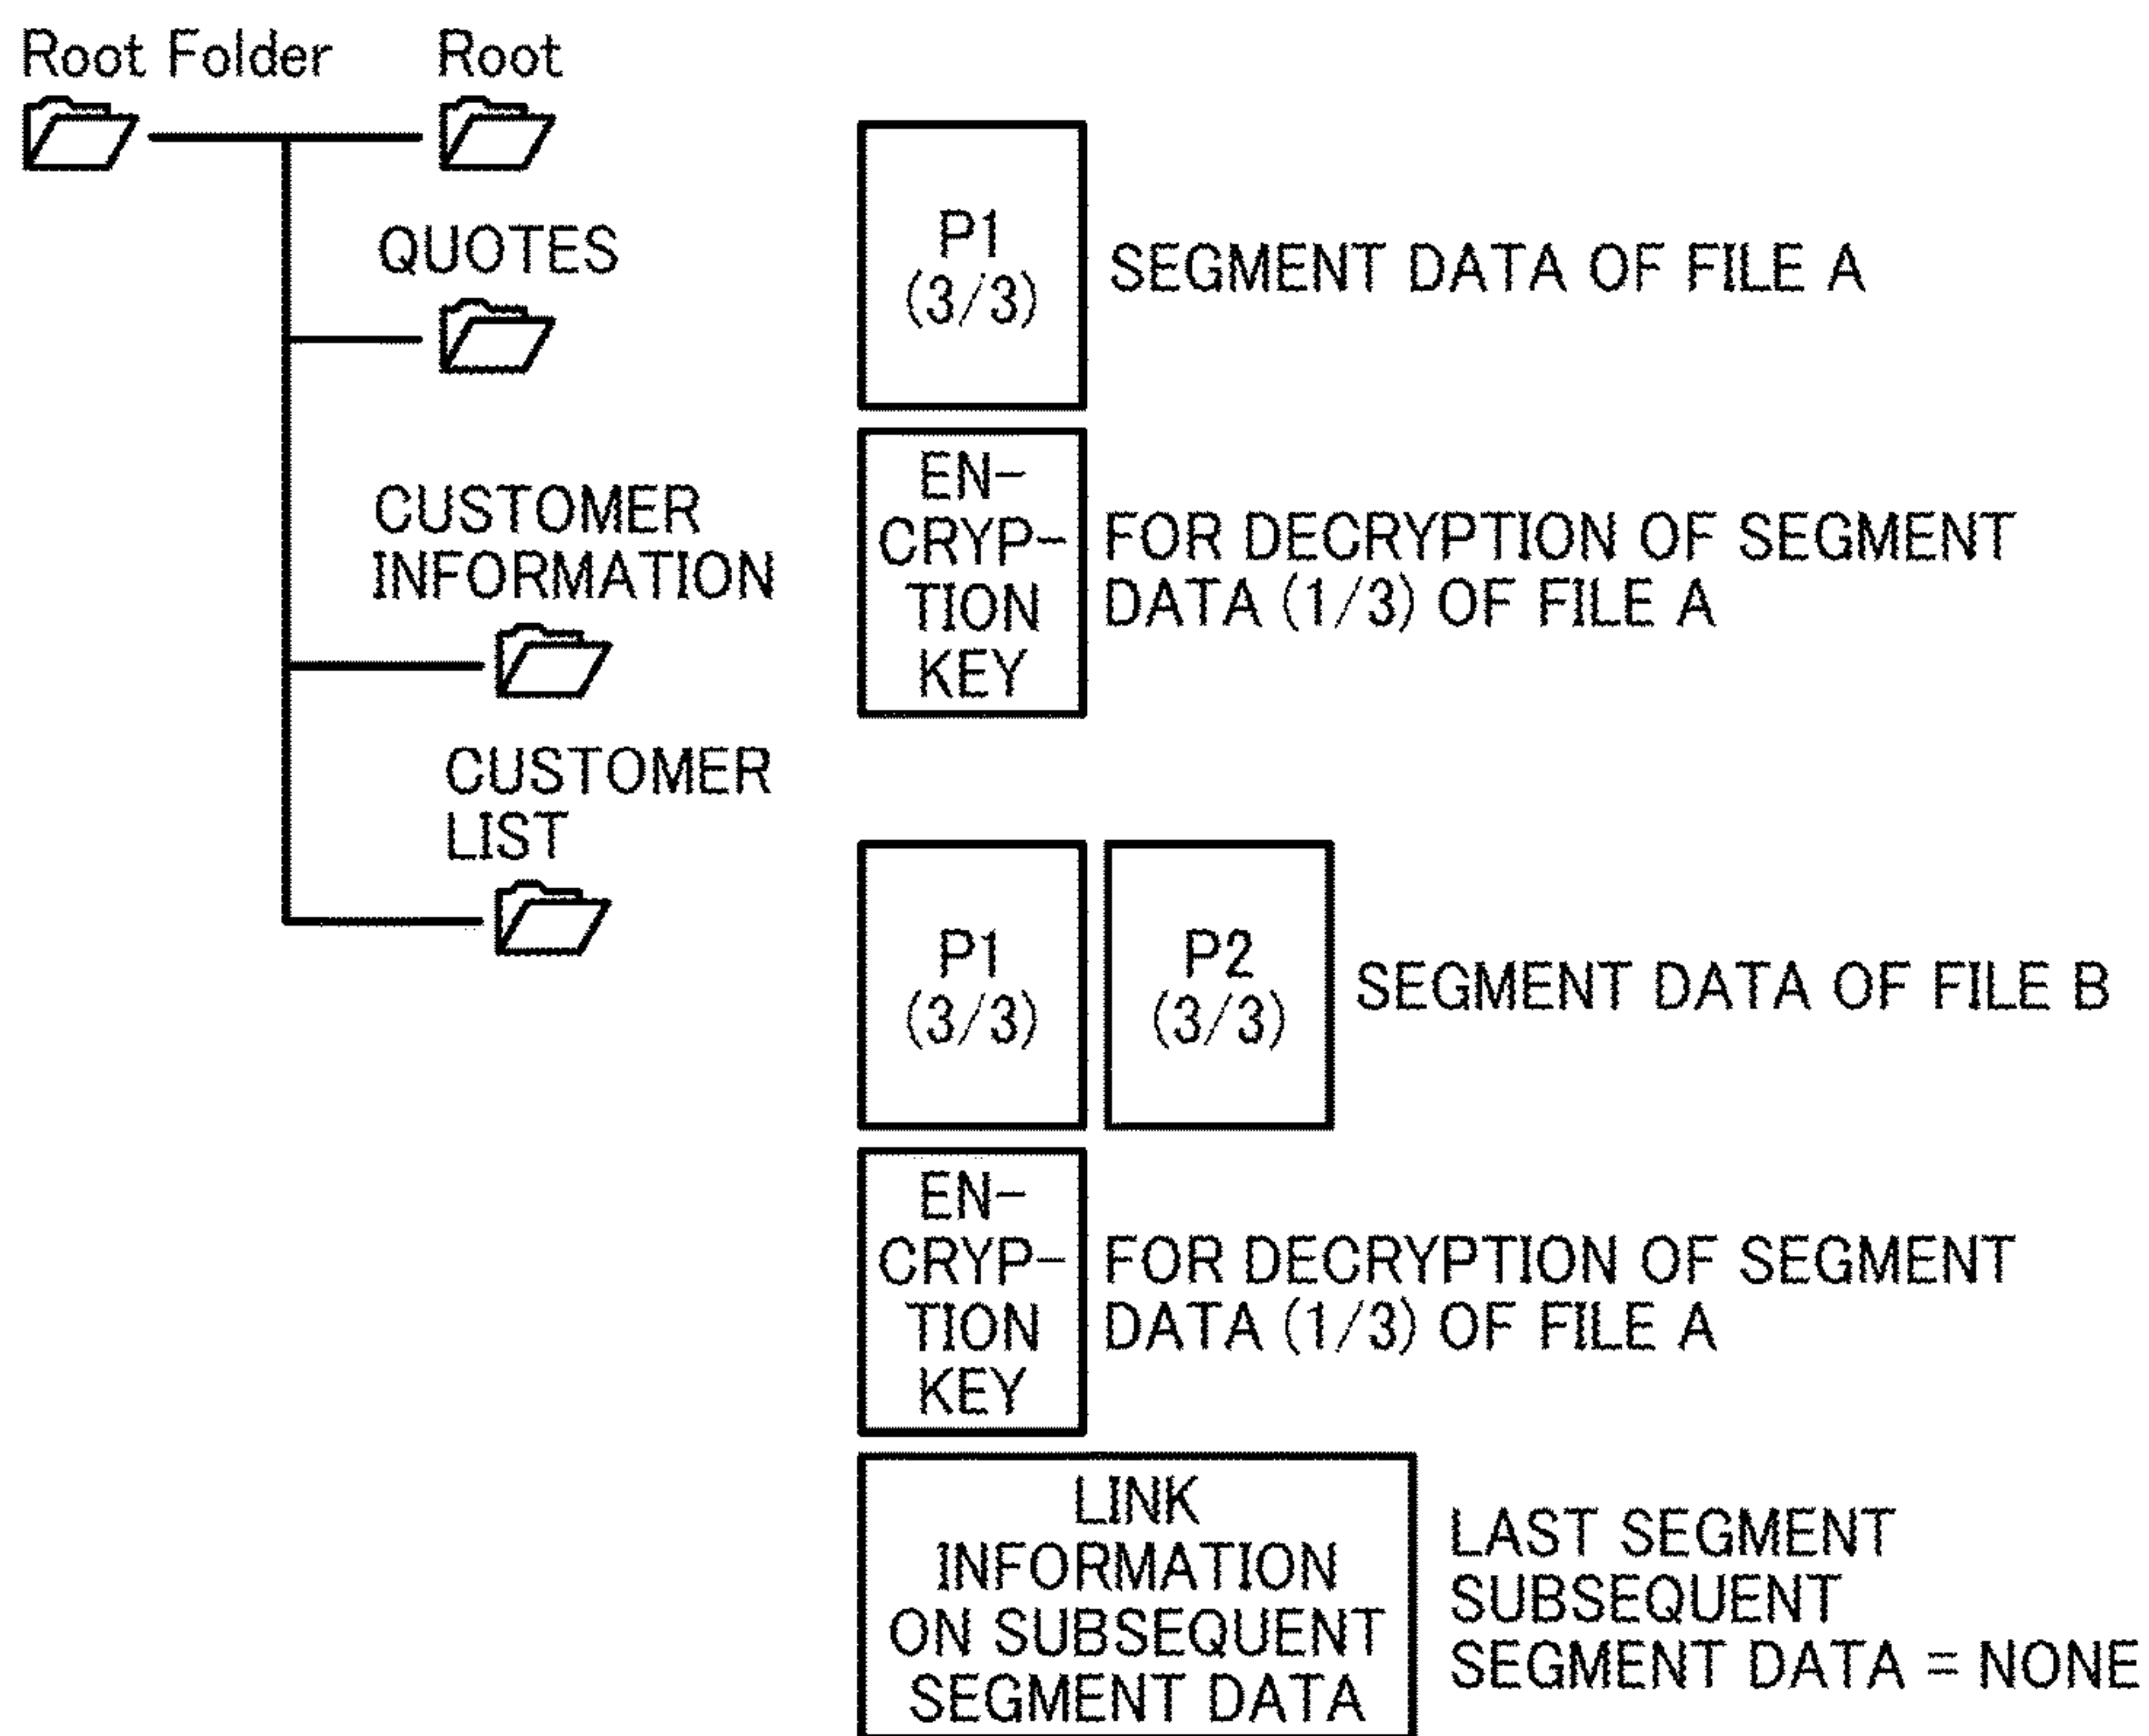 Root Folder
Root
QUOTES
CUSTOMER
INFORMATION
CUSTOMER
LIST
P1
(3/3)
SEGMENT DATA OF FILE A
EN-
CRYP-
TION
KEY
FOR DECRYPTION OF SEGMENT
DATA (1/3) OF FILE A
P1
(3/3)
P2
(3/3)
SEGMENT DATA OF FILE B
EN-
CRYP-
TION
KEY
FOR DECRYPTION OF SEGMENT
DATA (1/3) OF FILE A
LINK
INFORMATION
ON SUBSEQUENT
SEGMENT DATA
LAST SEGMENT
SUBSEQUENT
SEGMENT DATA = NONE